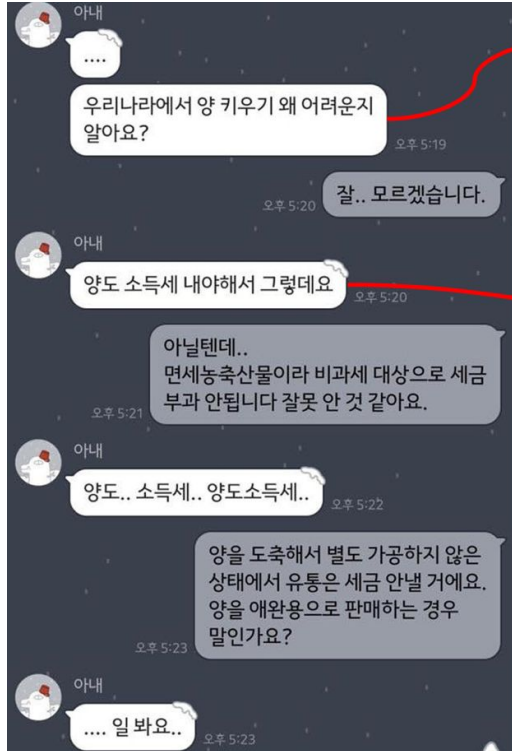 아내
....
우리나라에서 양 키우기 왜 어려운지
알아요?
오후 5:19
잘.. 모르겠습니다.
오후 5:20
아내
양도 소득세 내야해서 그렇데요
오후 5:20
아닐텐데..
면세농축산물이라 비과세 대상으로 세금
부과 안됩니다 잘못 안 것 같아요.
오후 5:21
아내
양도.. 소득세.. 양도소득세..
오후 5:22
양을 도축해서 별도 가공하지 않은
상태에서 유통은 세금 안낼 거에요.
양을 애완용으로 판매하는 경우
말인가요?
오후 5:23
아내
.... 일 봐요..
오후 5:23